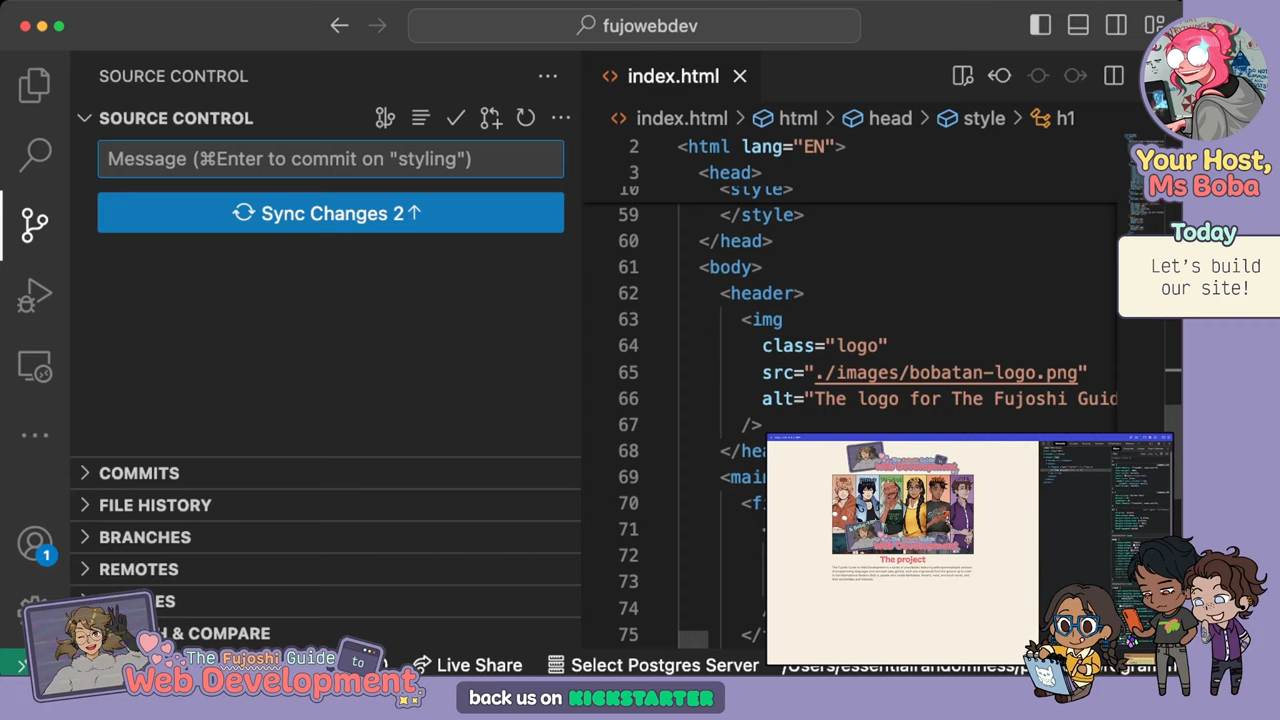 fujowebdev
SOURCE CONTROL
SOURCE CONTROL
Message (⌘Enter to commit on "styling")
Sync Changes 2↑
COMMITS
FILE HISTORY
BRANCHES
REMOTES
& COMPARE
1
index.html
index.html > html > head > style > h1
2 <html lang="EN">
3 <head>
10 <style>
59 </style>
60 </head>
61 <body>
62 <header>
63 <img
64 class="logo"
65 src="./images/bobatan-logo.png"
66 alt="The logo for The Fujoshi Guid
67 />
68 </hea
69 <mai
70 <f
71
72
73
74
75 </
The project
Live Share
Select Postgres Server
The Fujoshi Guide to
Web Development
back us on KICKSTARTER
Your Host,
Ms Boba
Today
Let's build
our site!